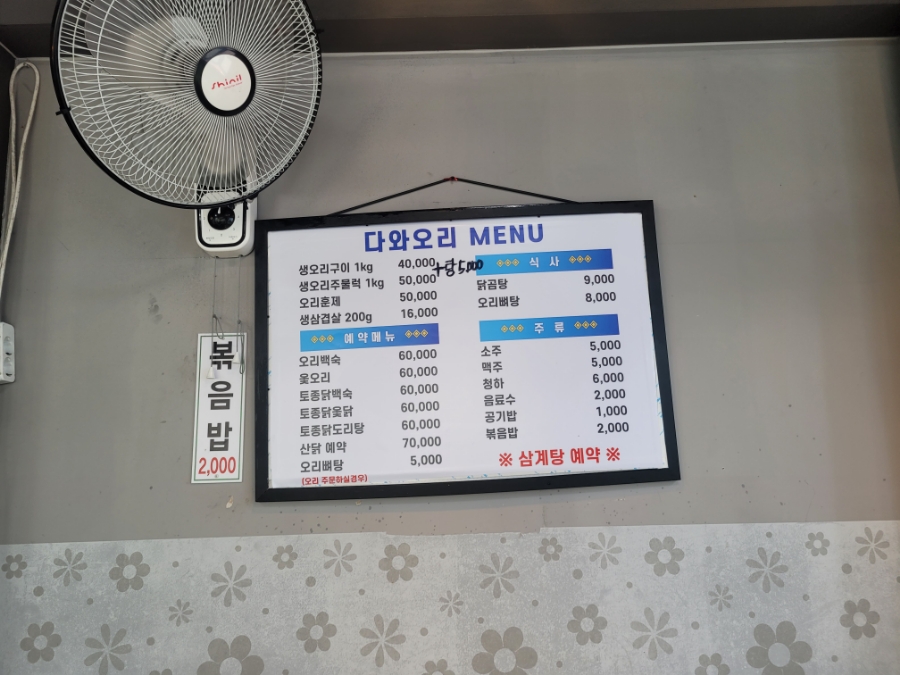 shinil
다와오리 MENU
생오리구이 1kg 40,000 +탕 5,000
생오리주물럭 1kg 50,000
오리훈제 50,000
생삼겹살 200g 16,000
예약메뉴
오리백숙 60,000
옻오리 60,000
토종닭백숙 60,000
토종닭옻닭 60,000
토종닭도리탕 60,000
산닭 예약 70,000
오리뼈탕 5,000
(오리 주문하실경우)
식 사
닭곰탕 9,000
오리뼈탕 8,000
주 류
소주 5,000
맥주 5,000
청하 6,000
음료수 2,000
공기밥 1,000
볶음밥 2,000
※ 삼계탕 예약 ※
볶
음
밥
2,000